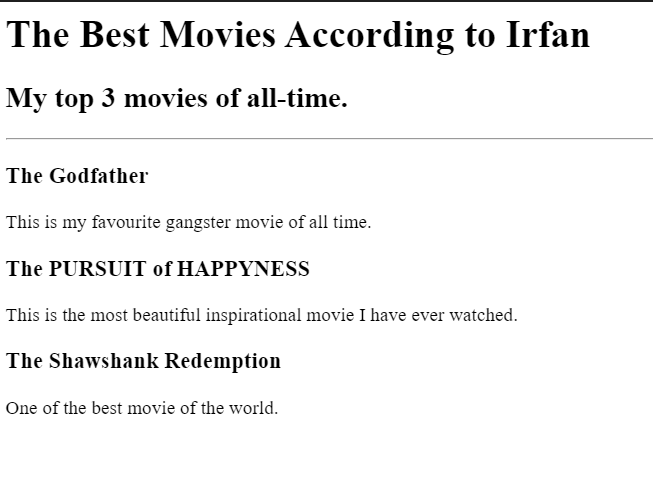 The Best Movies According to Irfan
My top 3 movies of all-time.
The Godfather
This is my favourite gangster movie of all time.
The PURSUIT of HAPPYNESS
This is the most beautiful inspirational movie I have ever watched.
The Shawshank Redemption
One of the best movie of the world.